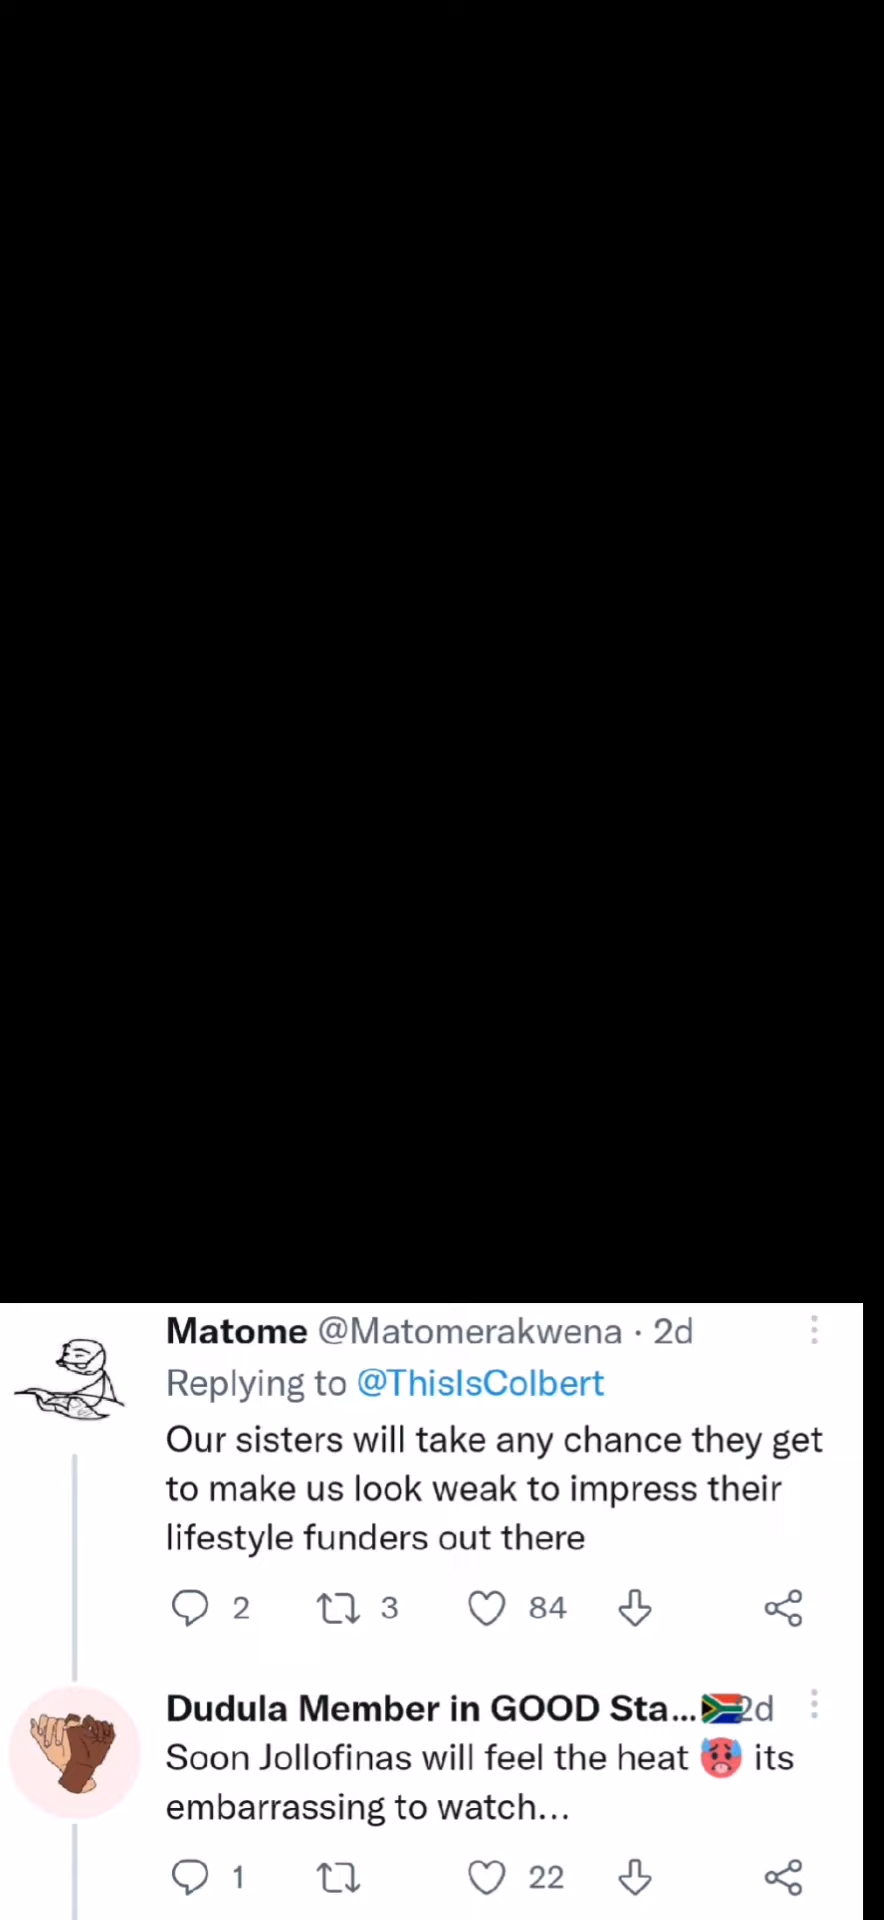 Matome @Matomerakwena · 2d
Replying to @ThisIsColbert
Our sisters will take any chance they get
to make us look weak to impress their
lifestyle funders out there
2 3 84
Dudula Member in GOOD Sta...🇿🇦2d
Soon Jollofinas will feel the heat 🥵 its
embarrassing to watch...
1 22